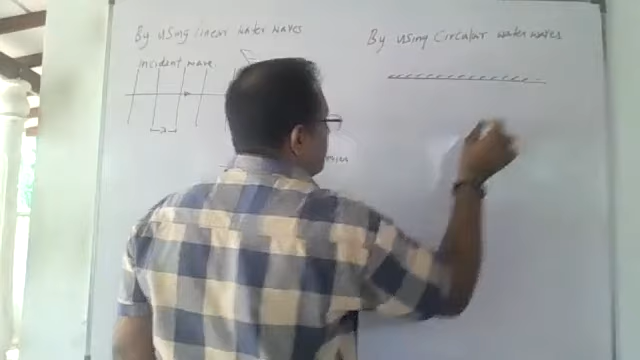 By using linear water waves
incident wave.
λ
By using Circular water waves